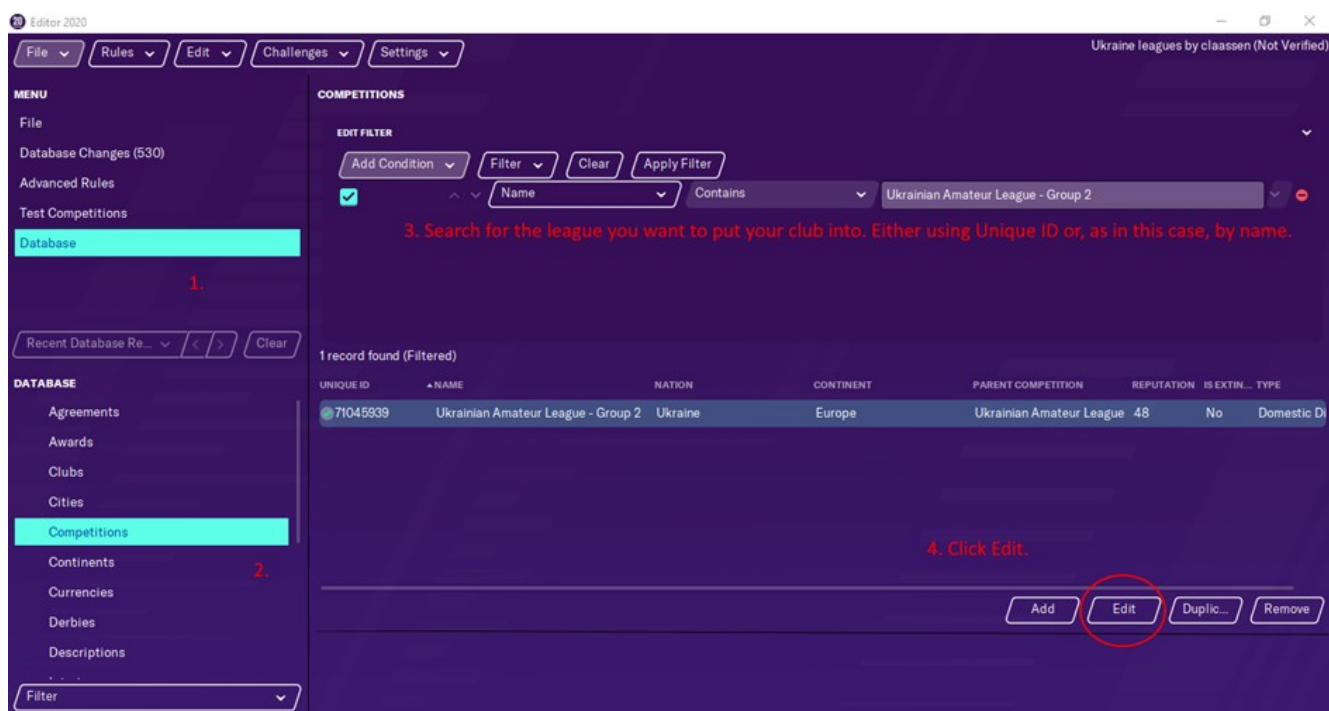 20 Editor 2020
File Rules Edit Challenges Settings
Ukraine leagues by claassen (Not Verified)
MENU
File
Database Changes (530)
Advanced Rules
Test Competitions
Database
1.
Recent Database Re... < / > Clear
DATABASE
Agreements
Awards
Clubs
Cities
Competitions
Continents
2.
Currencies
Derbies
Descriptions
Filter
COMPETITIONS
EDIT FILTER
Add Condition Filter Clear Apply Filter
Name Contains Ukrainian Amateur League - Group 2
3. Search for the league you want to put your club into. Either using Unique ID or, as in this case, by name.
1 record found (Filtered)
UNIQUE ID NAME NATION CONTINENT PARENT COMPETITION REPUTATION IS EXTIN... TYPE
71045939 Ukrainian Amateur League - Group 2 Ukraine Europe Ukrainian Amateur League 48 No Domestic Di
4. Click Edit.
Add Edit Duplic... Remove